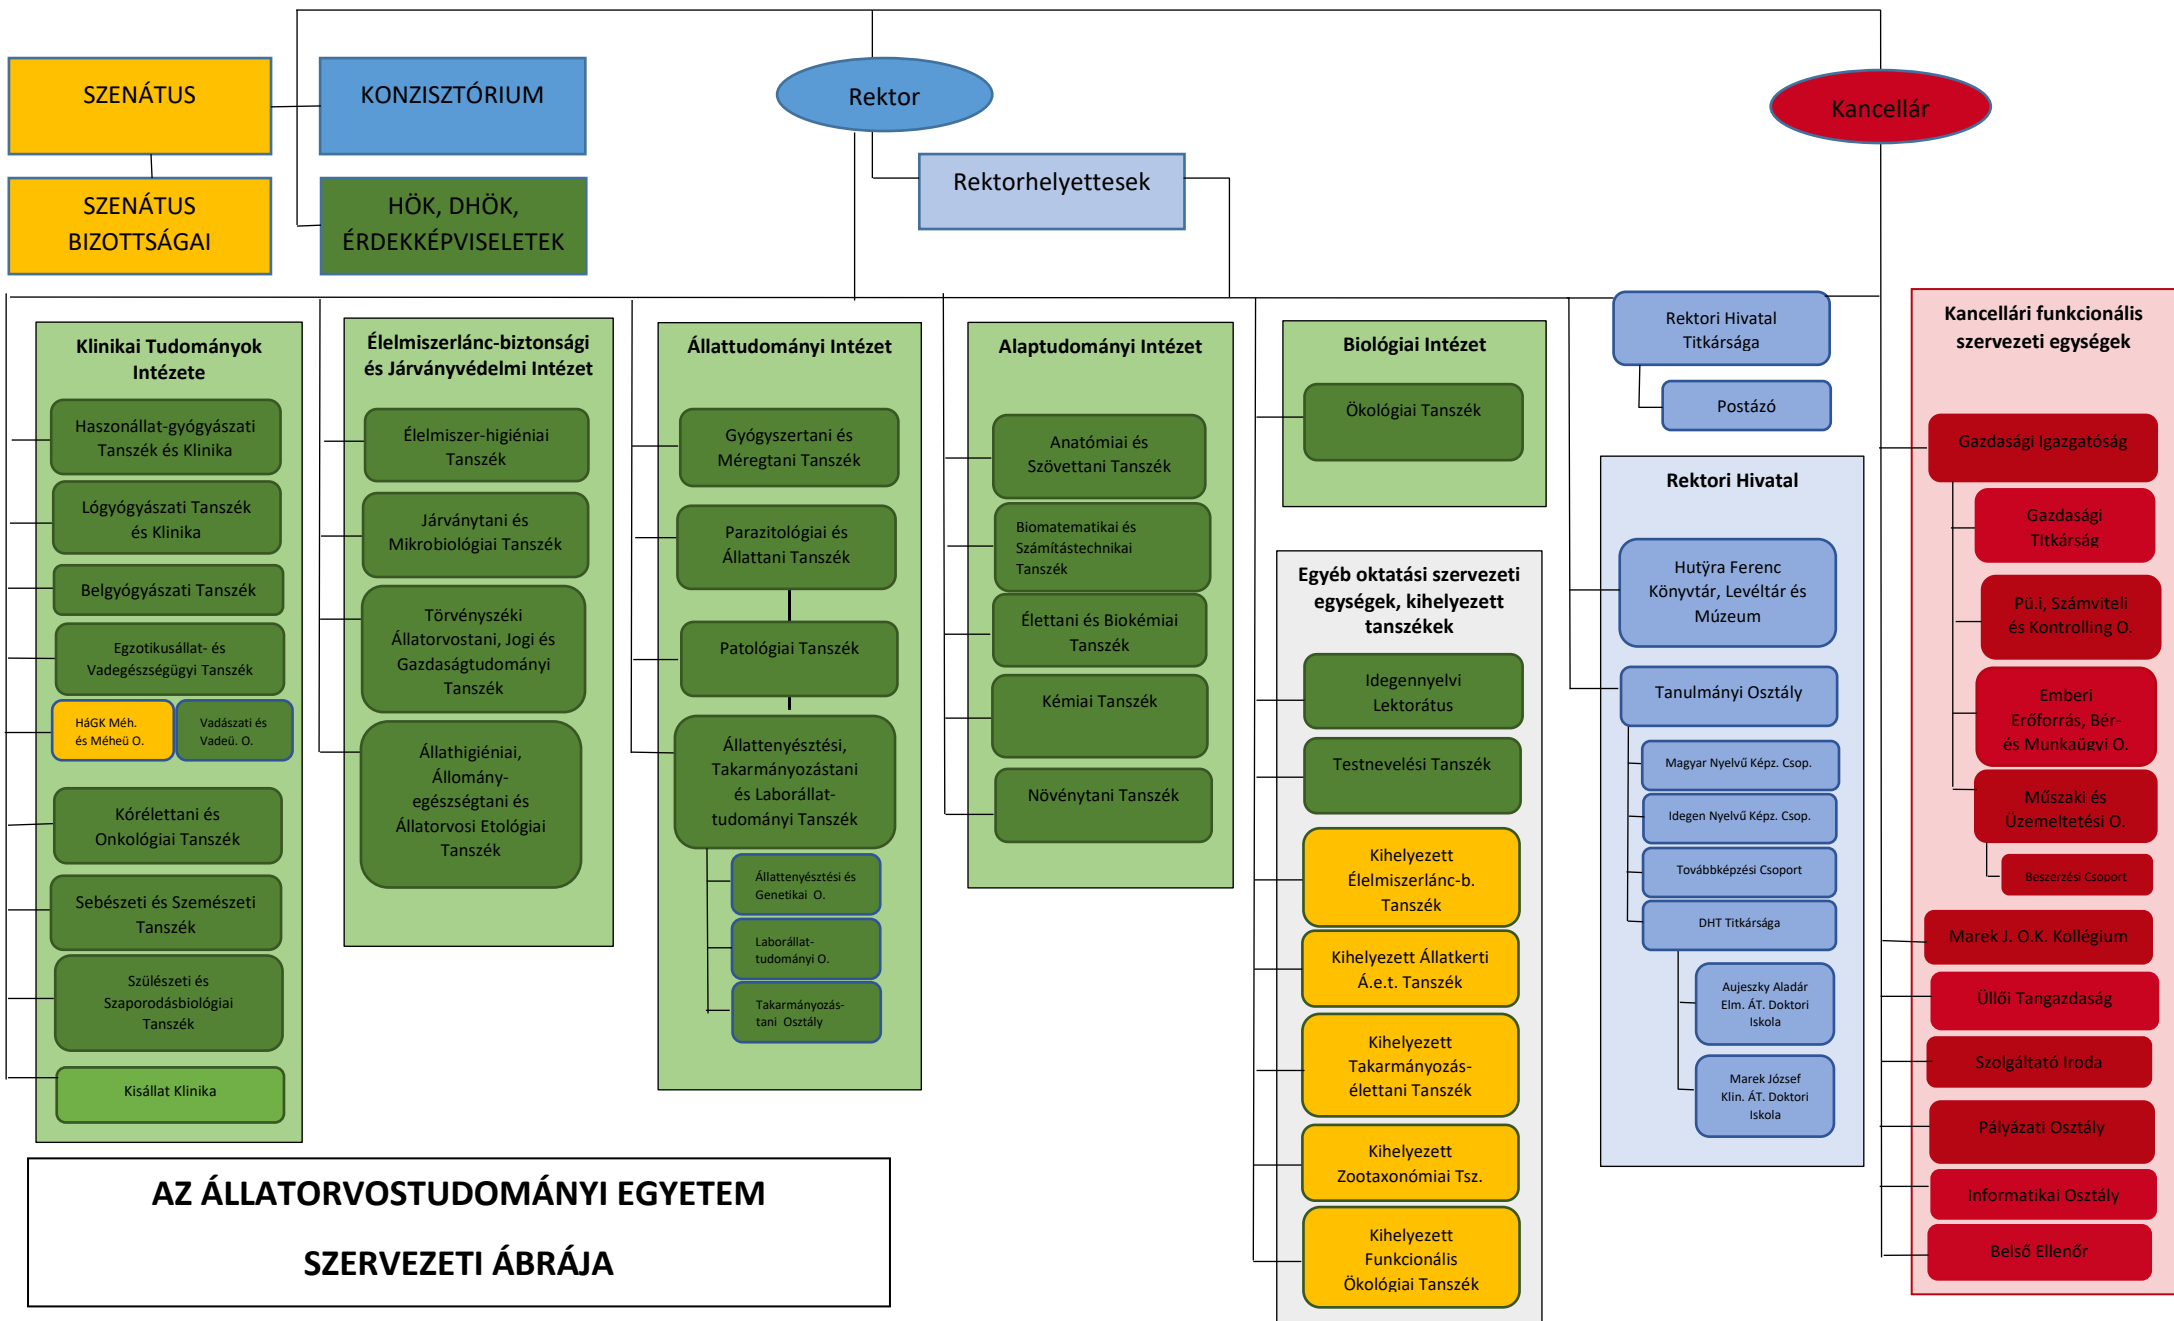 SZENÁTUS
KONZISZTÓRIUM
Rektor
Kancellár
SZENÁTUS
BIZOTTSÁGAI
HÖK, DHÖK,
ÉRDEKKÉPVISELETEK
Rektorhelyettesek
Klinikai Tudományok
Intézete
Haszonállat-gyógyászati
Tanszék és Klinika
Lógyógyászati Tanszék
és Klinika
Belgyógyászati Tanszék
Egzotikusállat- és
Vadegészségügyi Tanszék
HáGK Méh.
és Méheü O.
Vadászati és
Vadeü. O.
Kórélettani és
Onkológiai Tanszék
Sebészeti és Szemészeti
Tanszék
Szülészeti és
Szaporodásbiológiai
Tanszék
Kisállat Klinika
Élelmiszerlánc-biztonsági
és Járványvédelmi Intézet
Élelmiszer-higiéniai
Tanszék
Járványtani és
Mikrobiológiai Tanszék
Törvényszéki
Állatorvostani, Jogi és
Gazdaságtudományi
Tanszék
Állathigiéniai,
Állomány-
egészségtani és
Állatorvosi Etológiai
Tanszék
Állattudományi Intézet
Gyógyszertani és
Méregtani Tanszék
Parazitológiai és
Állattani Tanszék
Patológiai Tanszék
Állattenyésztési,
Takarmányozástani
és Laborállat-
tudományi Tanszék
Állattenyésztési és
Genetikai O.
Laborállat-
tudományi O.
Takarmányozás-
tani Osztály
Alaptudományi Intézet
Anatómiai és
Szövettani Tanszék
Biomatematikai és
Számítástechnikai
Tanszék
Élettani és Biokémiai
Tanszék
Kémiai Tanszék
Növénytani Tanszék
Biológiai Intézet
Ökológiai Tanszék
Egyéb oktatási szervezeti
egységek, kihelyezett
tanszékek
Idegennyelvi
Lektorátus
Testnevelési Tanszék
Kihelyezett
Élelmiszerlánc-b.
Tanszék
Kihelyezett Állatkerti
Á.e.t. Tanszék
Kihelyezett
Takarmányozás-
élettani Tanszék
Kihelyezett
Zootaxonómiai Tsz.
Kihelyezett
Funkcionális
Ökológiai Tanszék
Rektori Hivatal
Titkársága
Postázó
Rektori Hivatal
Hutÿra Ferenc
Könyvtár, Levéltár és
Múzeum
Tanulmányi Osztály
Magyar Nyelvű Képz. Csop.
Idegen Nyelvű Képz. Csop.
Továbbképzési Csoport
DHT Titkársága
Aujeszky Aladár
Elm. ÁT. Doktori
Iskola
Marek József
Klin. ÁT. Doktori
Iskola
Kancellári funkcionális
szervezeti egységek
Gazdasági Igazgatóság
Gazdasági
TItkárság
Pü.i, Számviteli
és Kontrolling O.
Emberi
Erőforrás, Bér-
és Munkaügyi O.
Műszaki és
Üzemeltetési O.
Beszerzési Csoport
Marek J. O.K. Kollégium
Üllői Tangazdaság
Szolgáltató Iroda
Pályázati Osztály
Informatikai Osztály
Belső Ellenőr
AZ ÁLLATORVOSTUDOMÁNYI EGYETEM
SZERVEZETI ÁBRÁJA